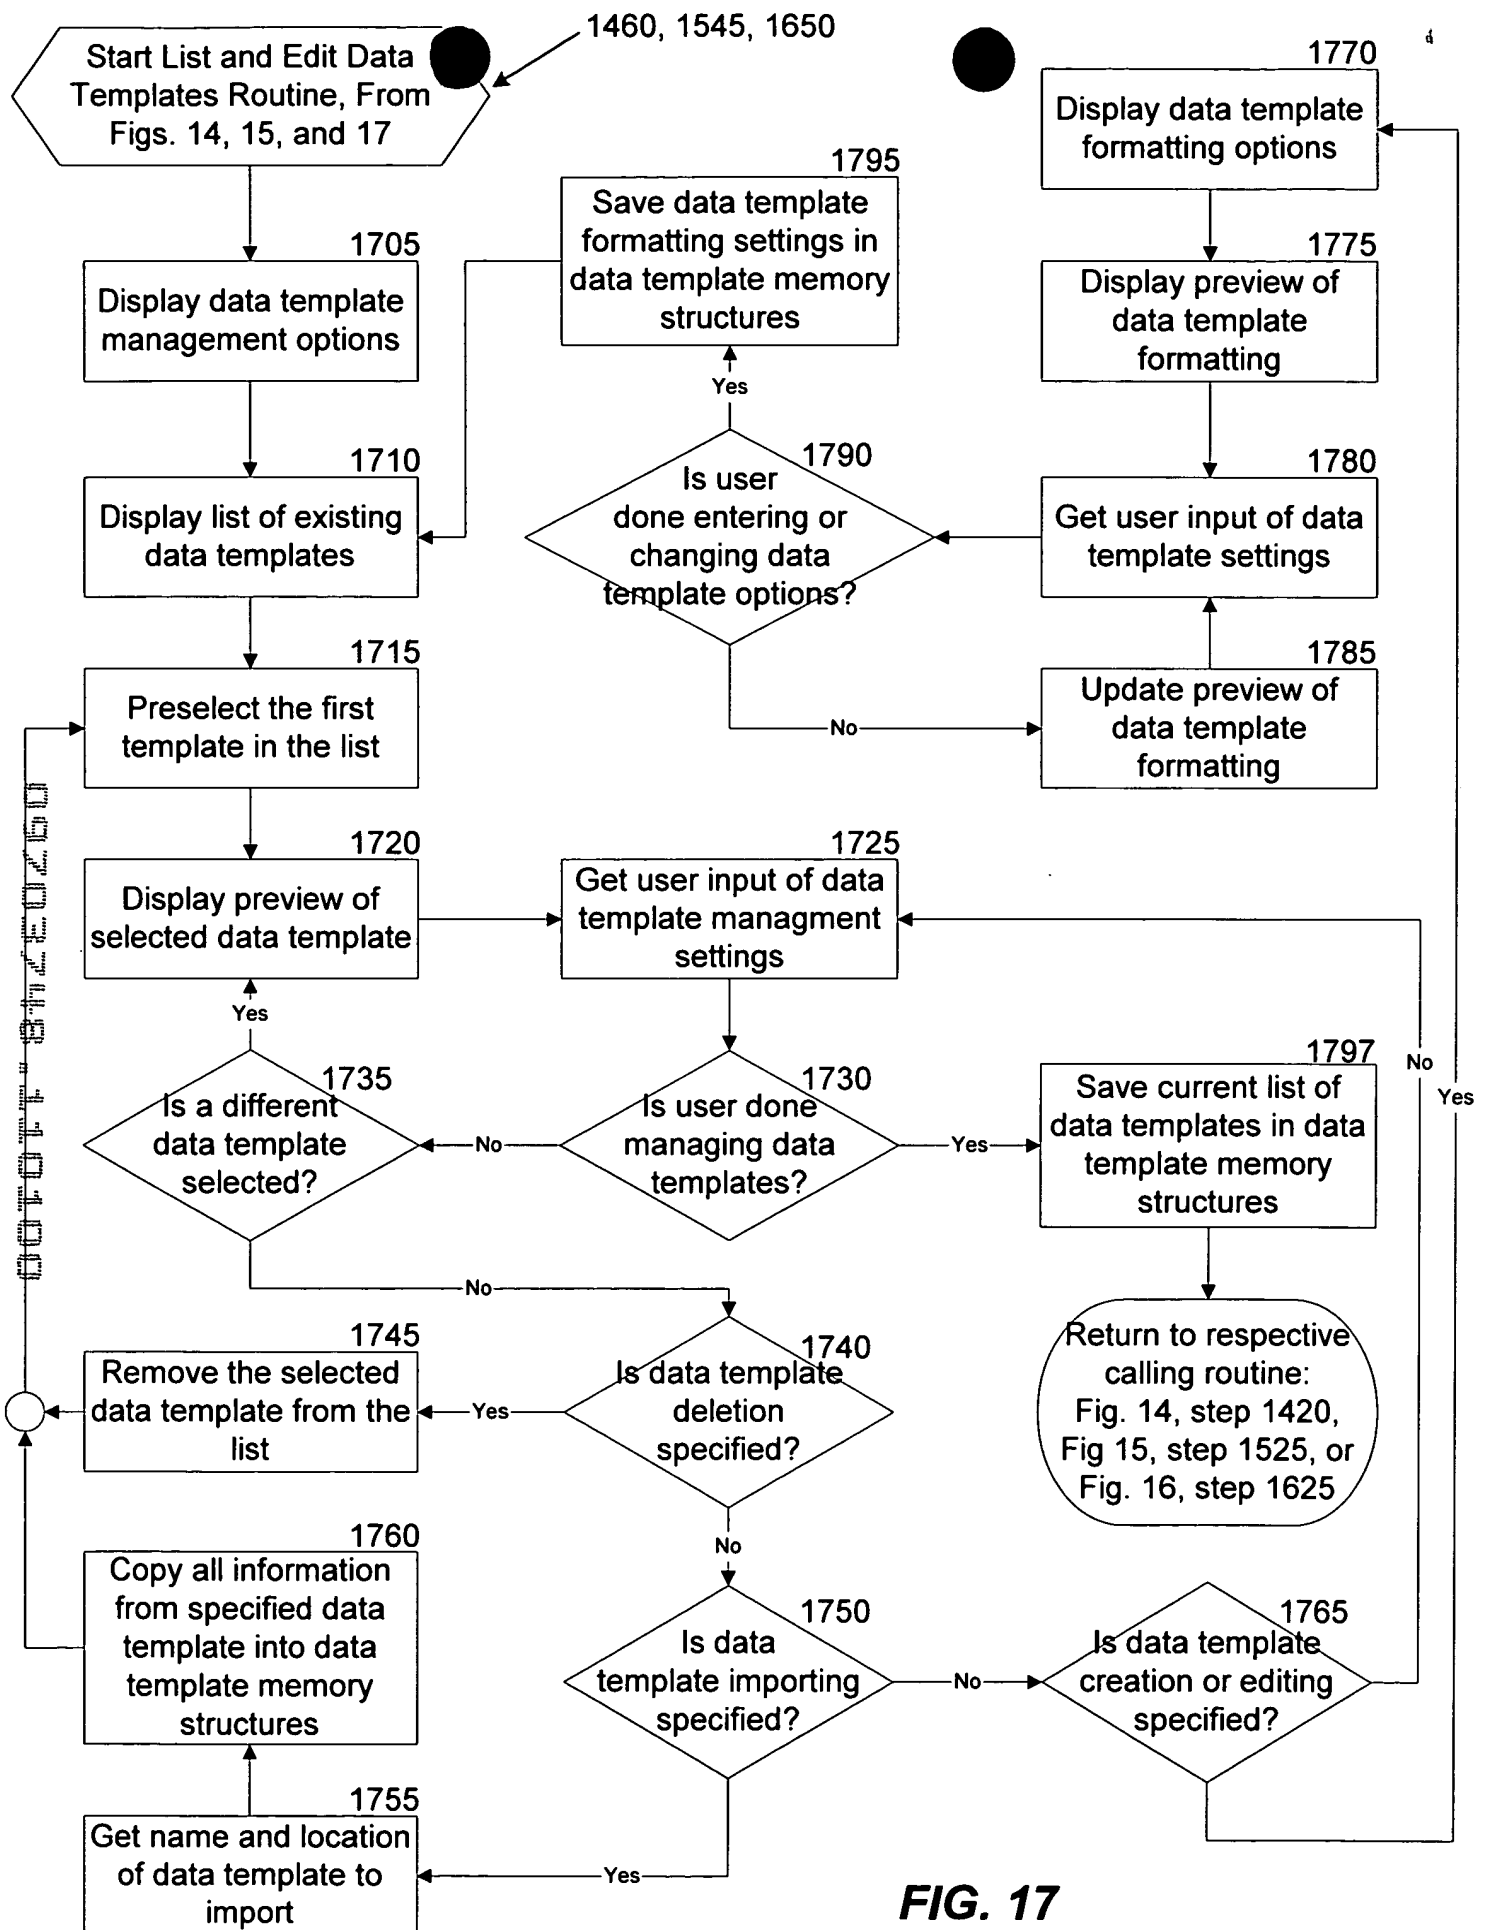 Start List and Edit Data
Templates Routine, From
Figs. 14, 15, and 17
1460, 1545, 1650
1705
Display data template
management options
1710
Display list of existing
data templates
1715
Preselect the first
template in the list
1720
Display preview of
selected data template
1725
Get user input of data
template managment
settings
1730
Is user done
managing data
templates?
No
Yes
1735
Is a different
data template
selected?
Yes
No
1740
Is data template
deletion
specified?
Yes
No
1745
Remove the selected
data template from the
list
1750
Is data
template importing
specified?
No
Yes
1755
Get name and location
of data template to
import
1760
Copy all information
from specified data
template into data
template memory
structures
1765
Is data template
creation or editing
specified?
No
Yes
1770
Display data template
formatting options
1775
Display preview of
data template
formatting
1780
Get user input of data
template settings
1785
Update preview of
data template
formatting
1790
Is user
done entering or
changing data
template options?
Yes
No
1795
Save data template
formatting settings in
data template memory
structures
1797
Save current list of
data templates in data
template memory
structures
Return to respective
calling routine:
Fig. 14, step 1420,
Fig 15, step 1525, or
Fig. 16, step 1625
09703748 . 110100
FIG. 17